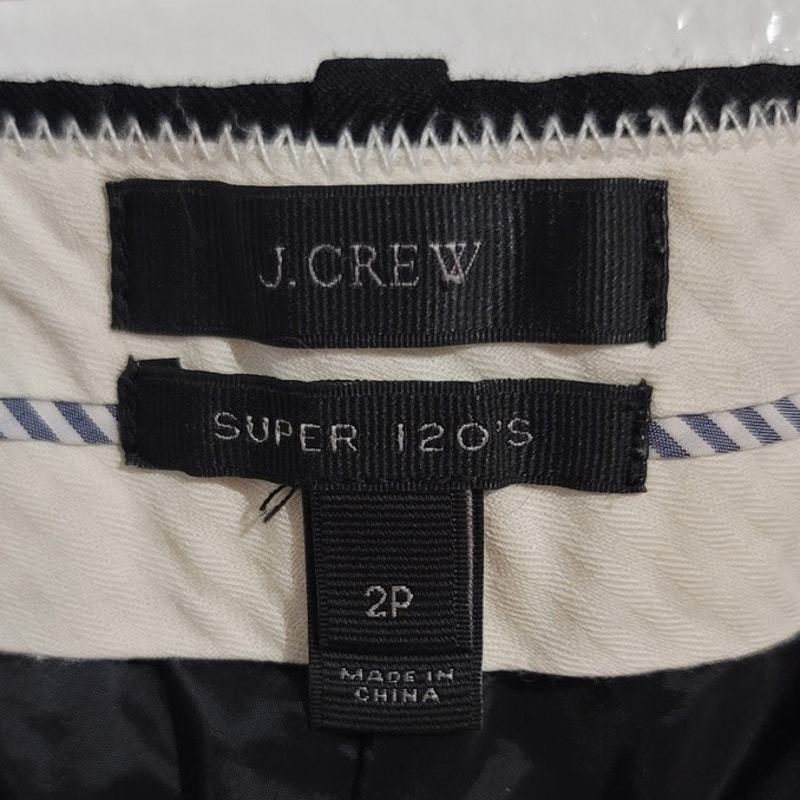 J.CREW
SUPER 120'S
2P
MADE IN
CHINA